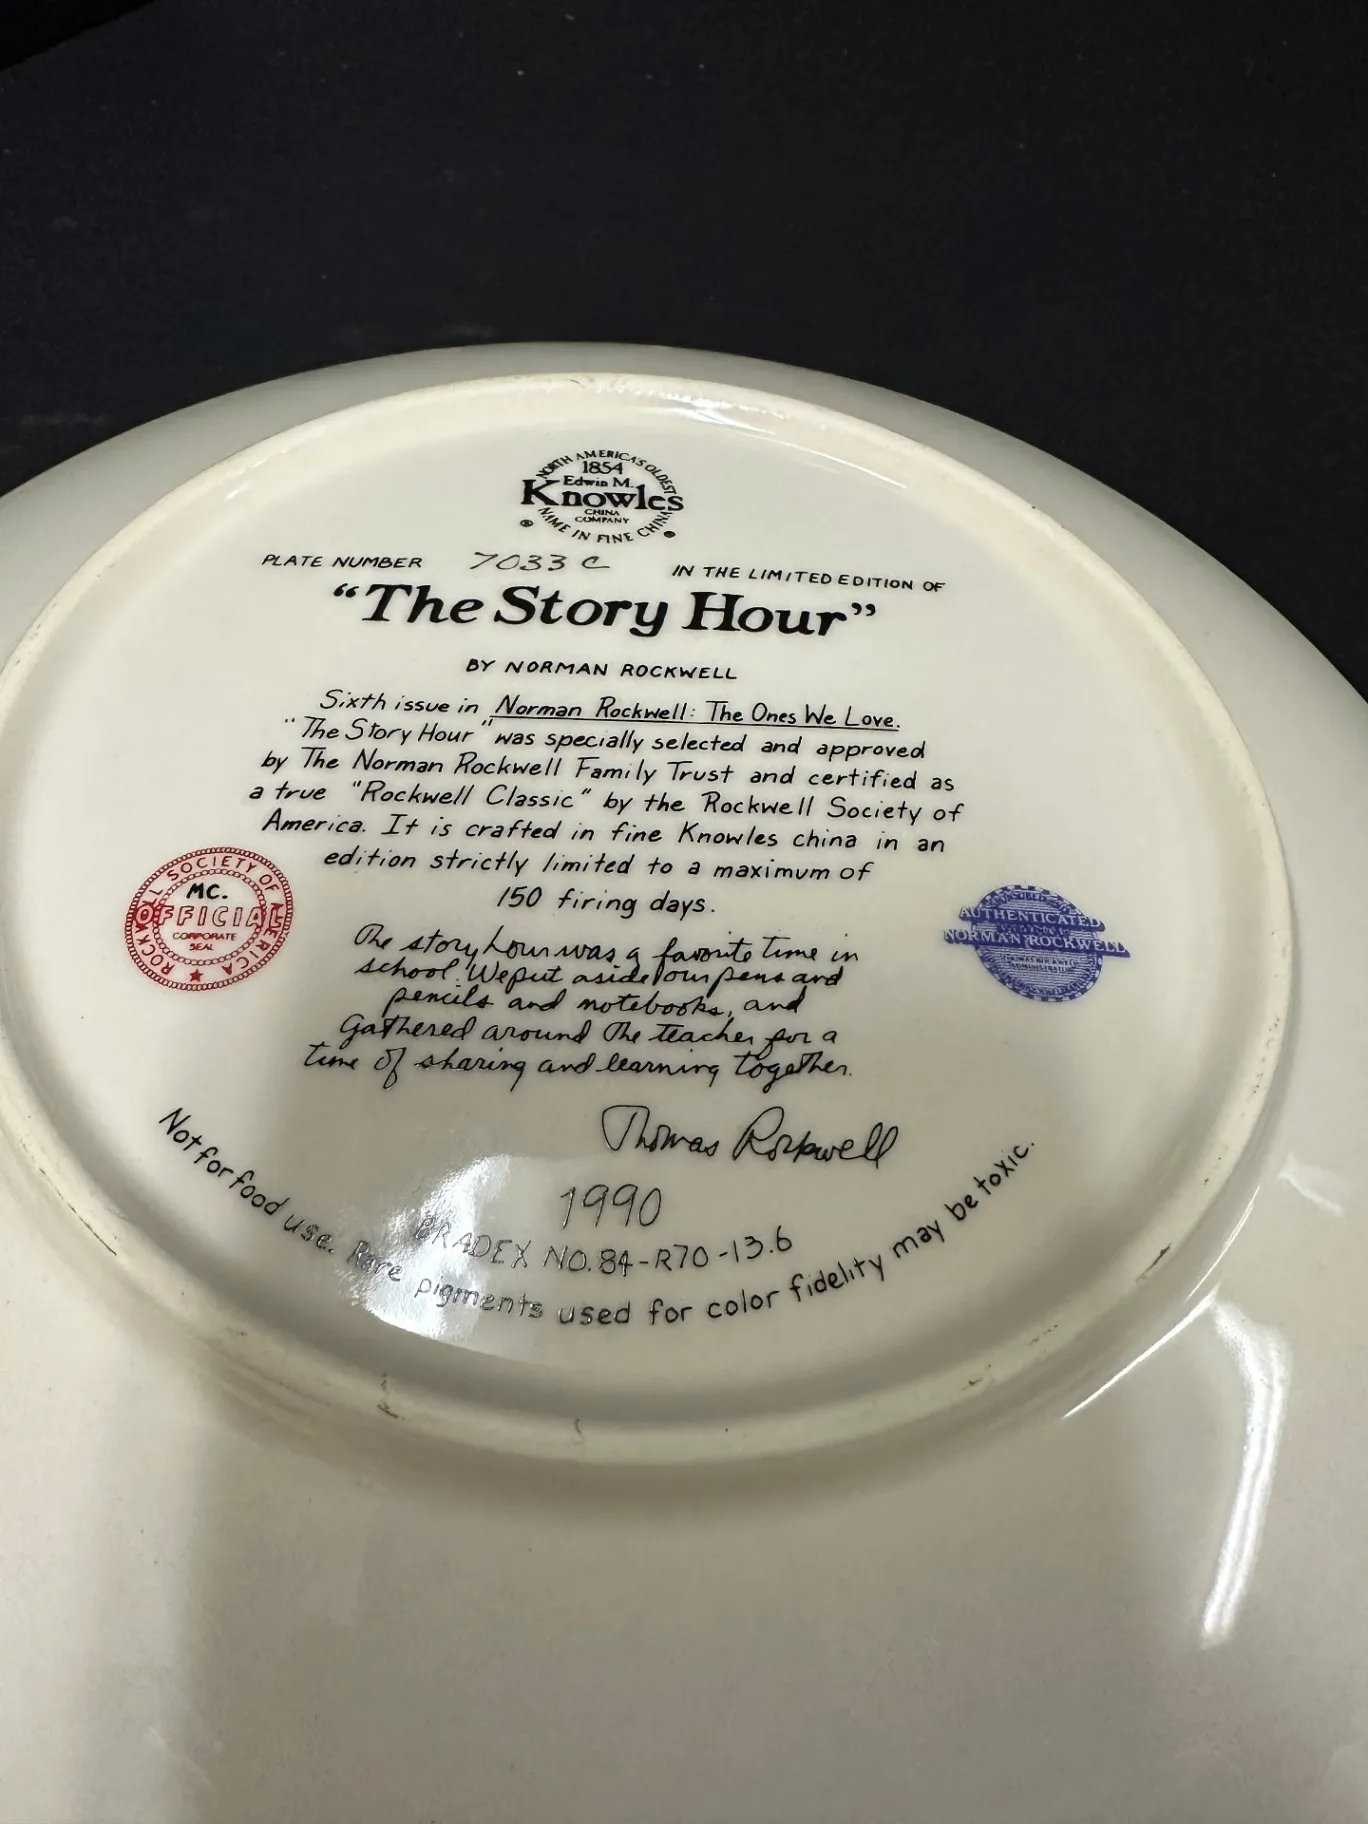 NORTH AMERICA'S OLDEST
1854
Edwin M.
Knowles
CHINA
COMPANY
NAME IN FINE CHINA
PLATE NUMBER 7033 C IN THE LIMITED EDITION OF
“The Story Hour”
BY NORMAN ROCKWELL
Sixth issue in Norman Rockwell: The Ones We Love.
"The Story Hour" was specially selected and approved
by The Norman Rockwell Family Trust and certified as
a true "Rockwell Classic" by the Rockwell Society of
America. It is crafted in fine Knowles china in an
edition strictly limited to a maximum of
150 firing days.
ROCKWELL SOCIETY OF AMERICA
MC.
OFFICIAL
CORPORATE
SEAL
AUTHENTICATED
NORMAN ROCKWELL
The story hour was a favorite time in
school. We put aside our pens and
pencils and notebooks, and
gathered around the teacher for a
time of sharing and learning together.
Thomas Rockwell
1990
BRADEX NO. 84-R70-13.6
Not for food use. Rare pigments used for color fidelity may be toxic.